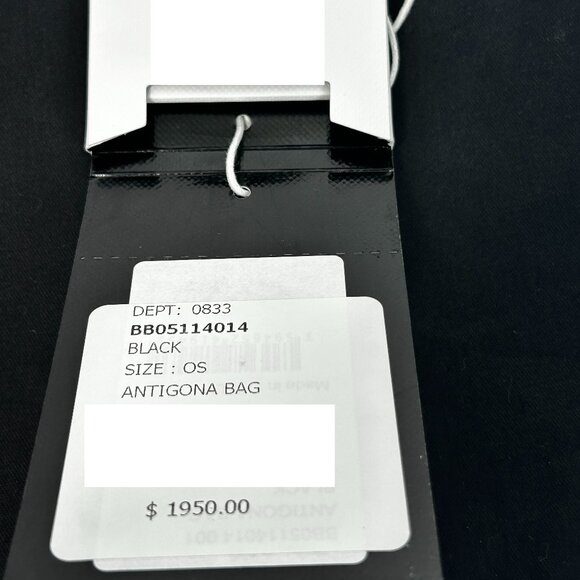 DEPT: 0833
BB05114014
BLACK
SIZE : OS
ANTIGONA BAG
$ 1950.00